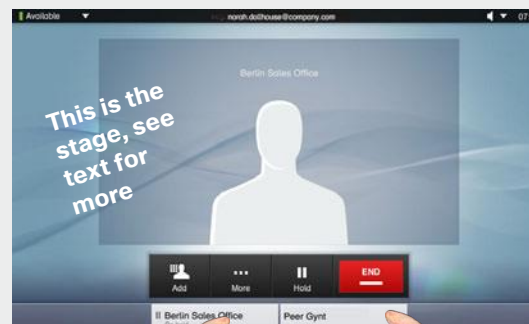 Available
norah.dollhouse@company.com
07
Berlin Sales Office
This is the
stage, see
text for
more
Add
More
Hold
END
Berlin Sales Office
Peer Gynt